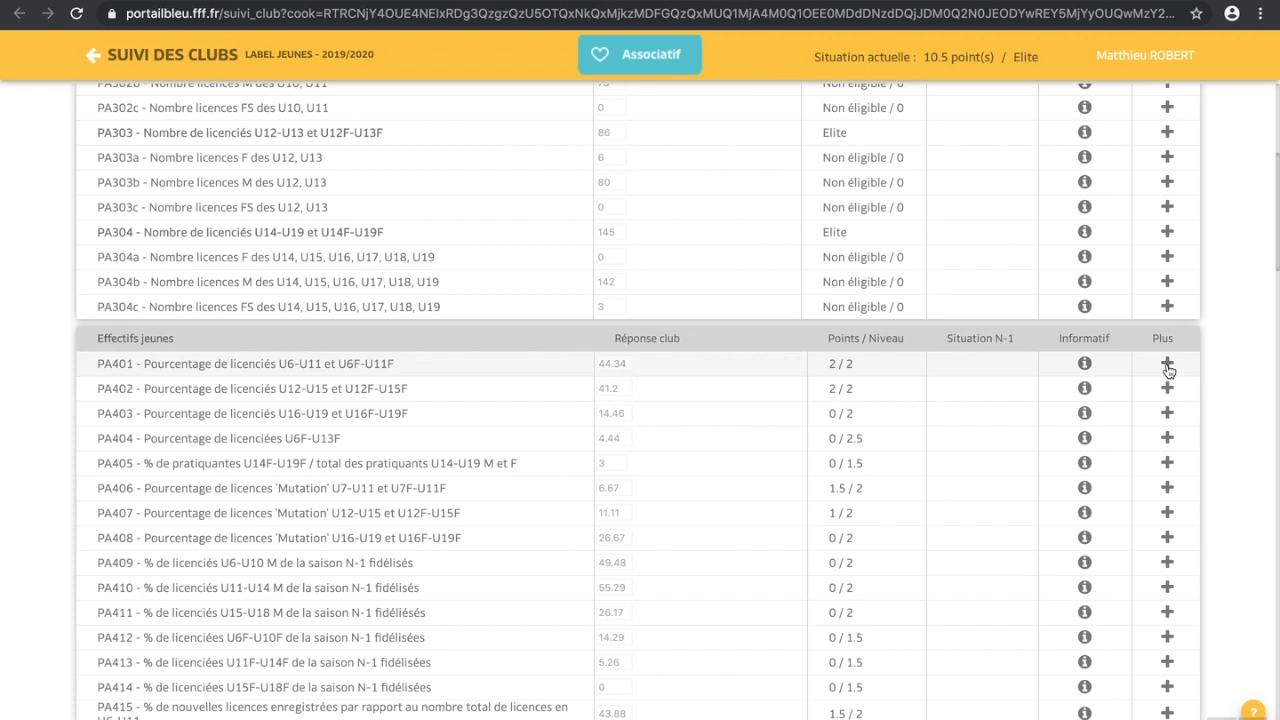 portailbleu.fff.fr/suivi_club?cook=RTRCNjY4OUE4NElxRDg3QzgzQzU5OTQxNkQxMjkzMDFGQzQxMUQ1MjA4M0Q1OEE0MDdDNzdDQjM0Q2N0JEODYwREY5MjYyOUQwMzY2...
SUIVI DES CLUBS LABEL JEUNES - 2019/2020
Associatif
Situation actuelle : 10.5 point(s) / Elite
Matthieu ROBERT
PA302b - Nombre licences M des U10, U11 Non éligible / 0
PA302c - Nombre licences FS des U10, U11 0 Non éligible / 0
PA303 - Nombre de licenciés U12-U13 et U12F-U13F 86 Elite
PA303a - Nombre licences F des U12, U13 6 Non éligible / 0
PA303b - Nombre licences M des U12, U13 80 Non éligible / 0
PA303c - Nombre licences FS des U12, U13 0 Non éligible / 0
PA304 - Nombre de licenciés U14-U19 et U14F-U19F 145 Elite
PA304a - Nombre licences F des U14, U15, U16, U17, U18, U19 0 Non éligible / 0
PA304b - Nombre licences M des U14, U15, U16, U17, U18, U19 142 Non éligible / 0
PA304c - Nombre licences FS des U14, U15, U16, U17, U18, U19 3 Non éligible / 0
Effectifs jeunes Réponse club Points / Niveau Situation N-1 Informatif Plus
PA401 - Pourcentage de licenciés U6-U11 et U6F-U11F 44.34 2 / 2
PA402 - Pourcentage de licenciés U12-U15 et U12F-U15F 41.2 2 / 2
PA403 - Pourcentage de licenciés U16-U19 et U16F-U19F 14.46 0 / 2
PA404 - Pourcentage de licenciées U6F-U13F 4.44 0 / 2.5
PA405 - % de pratiquantes U14F-U19F / total des pratiquants U14-U19 M et F 3 0 / 1.5
PA406 - Pourcentage de licences 'Mutation' U7-U11 et U7F-U11F 6.67 1.5 / 2
PA407 - Pourcentage de licences 'Mutation' U12-U15 et U12F-U15F 11.11 1 / 2
PA408 - Pourcentage de licences 'Mutation' U16-U19 et U16F-U19F 26.67 0 / 2
PA409 - % de licenciés U6-U10 M de la saison N-1 fidélisés 49.48 0 / 2
PA410 - % de licenciés U11-U14 M de la saison N-1 fidélisés 55.29 0 / 2
PA411 - % de licenciés U15-U18 M de la saison N-1 fidéliésés 26.17 0 / 2
PA412 - % de licenciées U6F-U10F de la saison N-1 fidélisées 14.29 0 / 1.5
PA413 - % de licenciées U11F-U14F de la saison N-1 fidélisées 5.26 0 / 1.5
PA414 - % de licenciées U15F-U18F de la saison N-1 fidélisées 0 0 / 1.5
PA415 - % de nouvelles licences enregistrées par rapport au nombre total de licences en 43.88 1.5 / 2
?